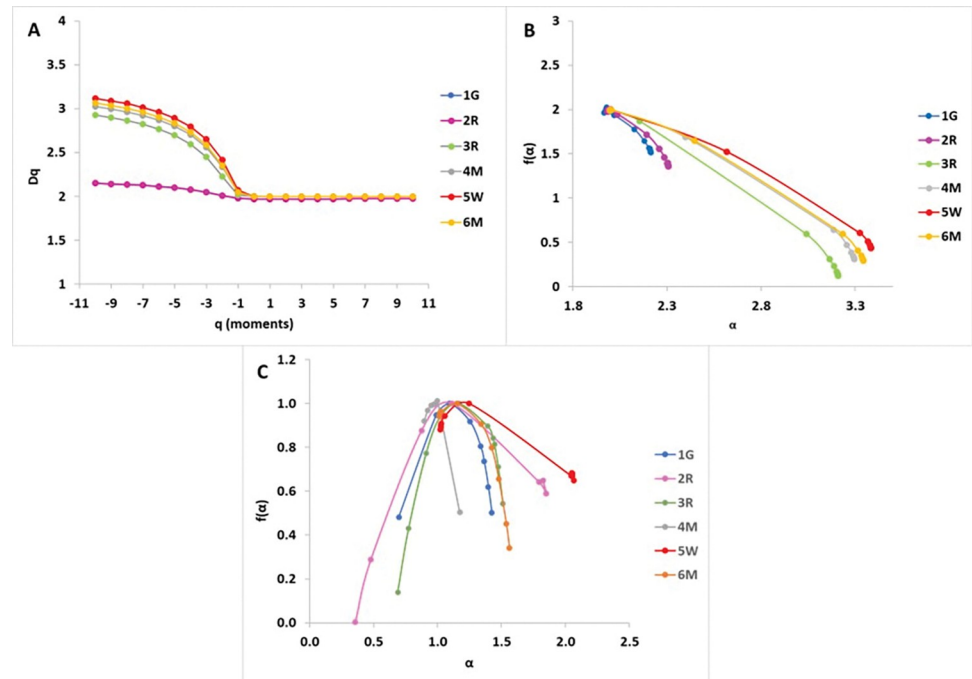 A
4
3.5
3
2.5
2
1.5
1
Dq
-11 -9 -7 -5 -3 -1 1 3 5 7 9 11
q (moments)
1G
2R
3R
4M
5W
6M
B
3
2.5
2
1.5
1
0.5
0
f(α)
1.8 2.3 2.8 3.3
α
1G
2R
3R
4M
5W
6M
C
1.2
1.0
0.8
0.6
0.4
0.2
0.0
f(α)
0.0 0.5 1.0 1.5 2.0 2.5
α
1G
2R
3R
4M
5W
6M